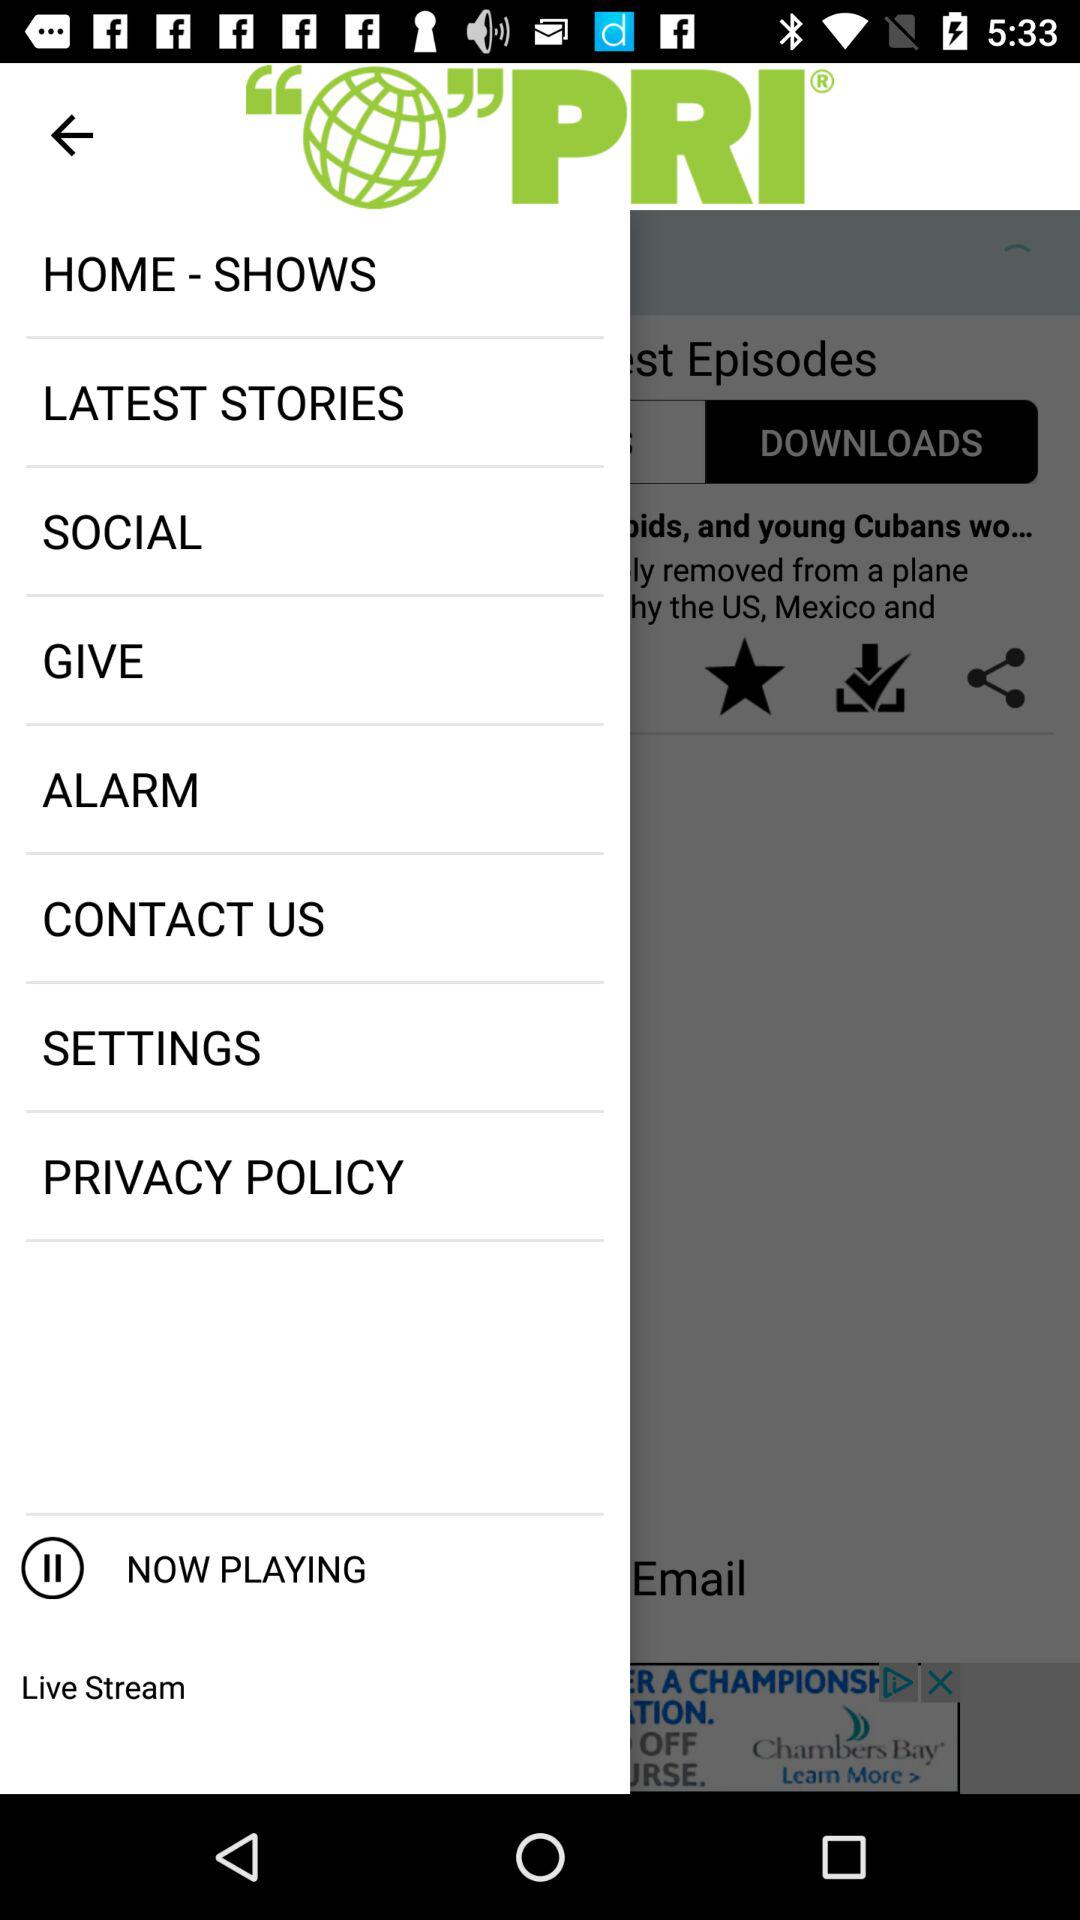 5:33
“ ” PRI®
HOME - SHOWS
LATEST STORIES
SOCIAL
GIVE
ALARM
CONTACT US
SETTINGS
PRIVACY POLICY
NOW PLAYING
Live Stream
est Episodes
S DOWNLOADS
oids, and young Cubans wo...
ly removed from a plane
hy the US, Mexico and
Email
ER A CHAMPIONSH
ATION.
OFF
URSE.
Chambers Bay
Learn More >